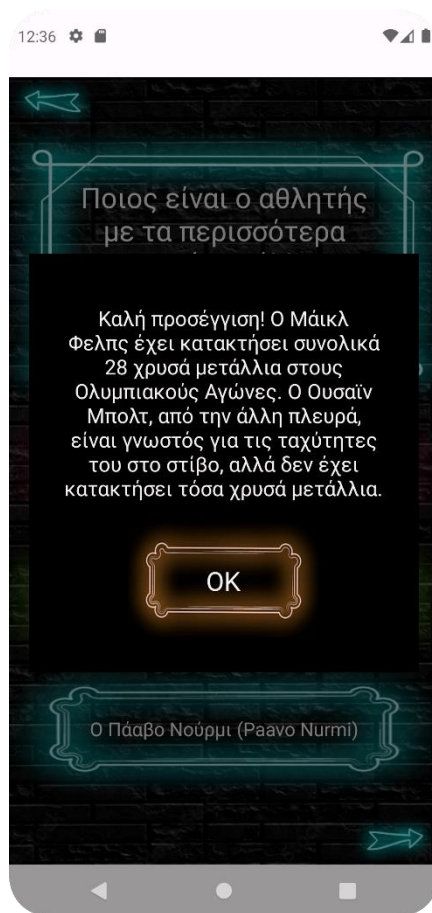 12:36
Ποιος είναι ο αθλητής
με τα περισσότερα
Καλή προσέγγιση! Ο Μάικλ
Φελπς έχει κατακτήσει συνολικά
28 χρυσά μετάλλια στους
Ολυμπιακούς Αγώνες. Ο Ουσαϊν
Μπολτ, από την άλλη πλευρά,
είναι γνωστός για τις ταχύτητες
του στο στίβο, αλλά δεν έχει
κατακτήσει τόσα χρυσά μετάλλια.
OK
Ο Πάαβο Νούρμι (Paavo Nurmi)